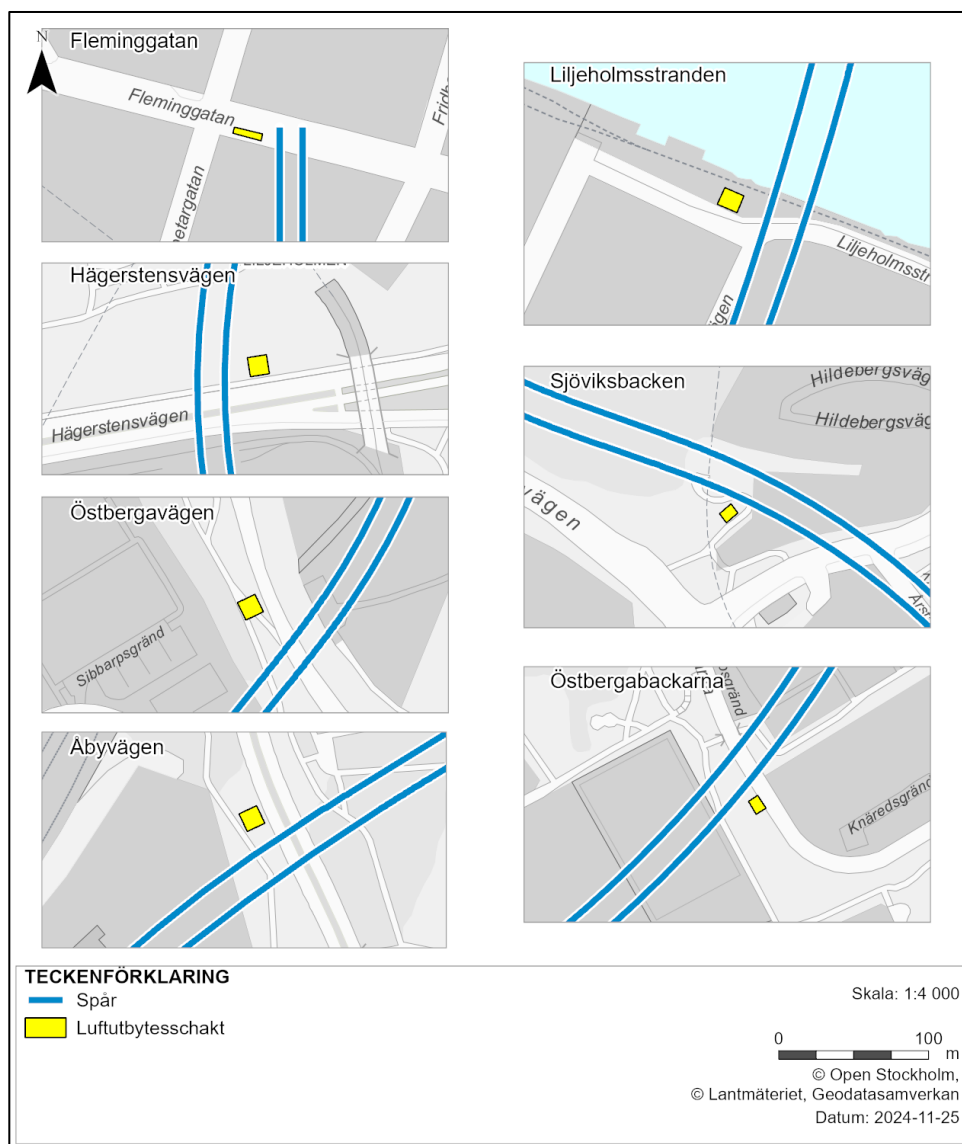 N
Fleminggatan
Fleminggatan
Liljeholmsstranden
Liljeholmsstr
Hägerstensvägen
Hägerstensvägen
Sjöviksbacken
Hildebergsväg
Hildebergsväg
vägen
Östbergavägen
Sibbarpsgränd
Östbergabackarna
Knäredsgränd
Åbyvägen
TECKENFÖRKLARING
Spår
Luftutbytesschakt
Skala: 1:4 000
0 100
m
© Open Stockholm,
© Lantmäteriet, Geodatasamverkan
Datum: 2024-11-25